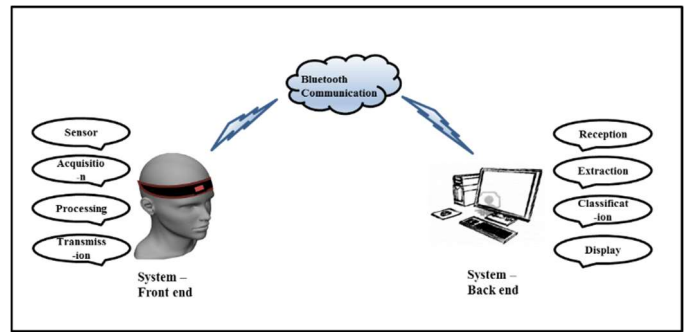 Bluetooth
Communication
Sensor
Acquisitio
-n
Processing
Transmiss
-ion
System –
Front end
Reception
Extraction
Classificat
-ion
Display
System –
Back end